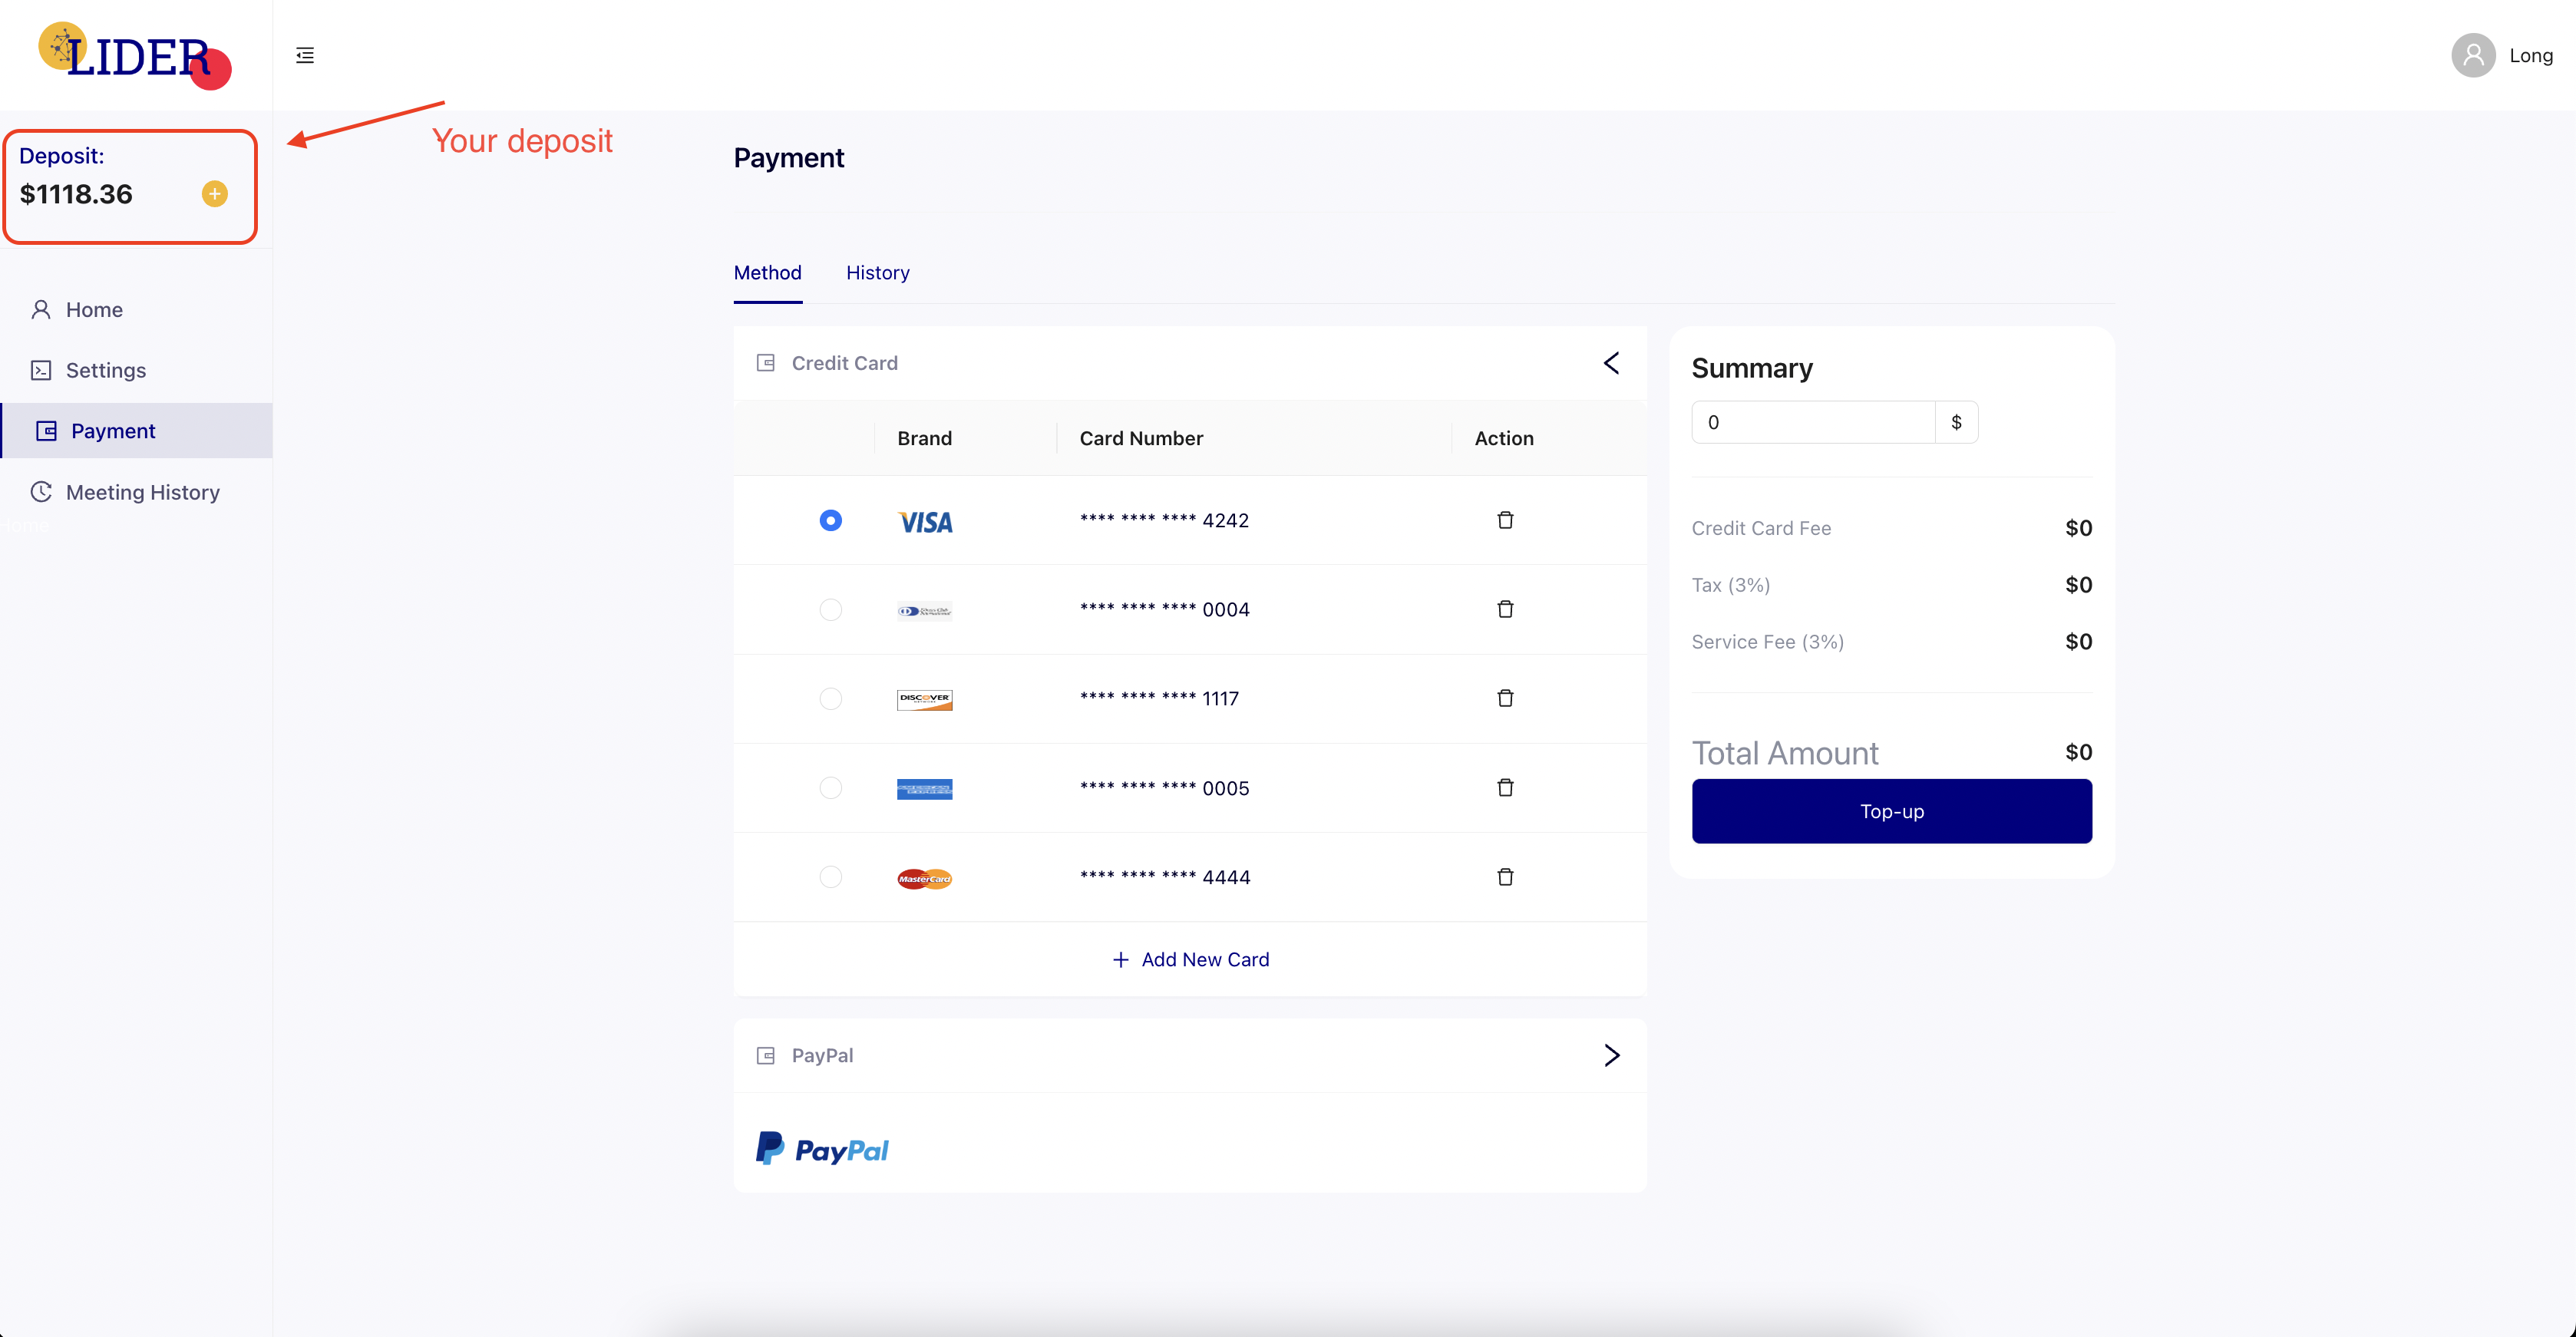 LIDER
Long
Deposit:
$1118.36
Your deposit
Home
Settings
Payment
Meeting History
Home
Payment
Method History
Credit Card
Brand Card Number Action
VISA **** **** **** 4242
**** **** **** 0004
DISCOVER **** **** **** 1117
**** **** **** 0005
MasterCard **** **** **** 4444
+ Add New Card
PayPal
PayPal
Summary
0 $
Credit Card Fee $0
Tax (3%) $0
Service Fee (3%) $0
Total Amount $0
Top-up